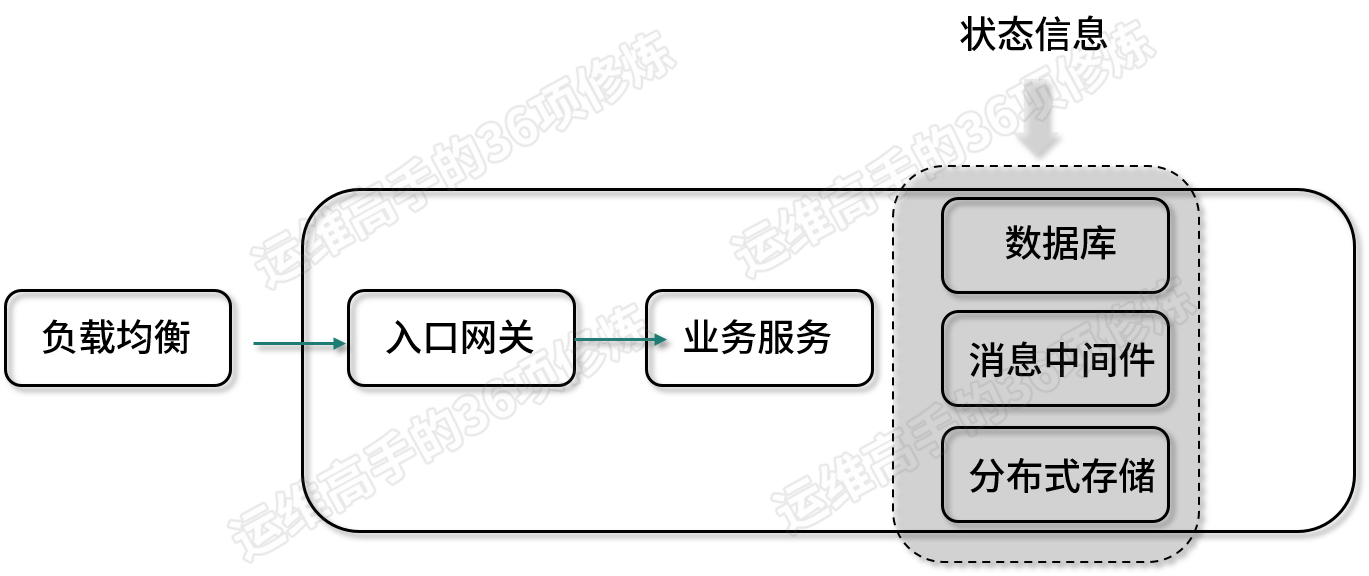 状态信息
负载均衡
入口网关
业务服务
数据库
消息中间件
分布式存储
运维高手的36项修炼
运维高手的36项修炼
运维高手的36项修炼
运维高手的36项修炼